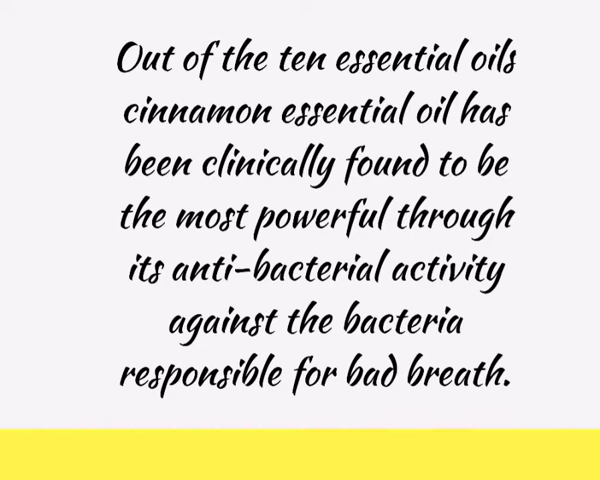 Out of the ten essential oils
cinnamon essential oil has
been clinically found to be
the most powerful through
its anti-bacterial activity
against the bacteria
responsible for bad breath.